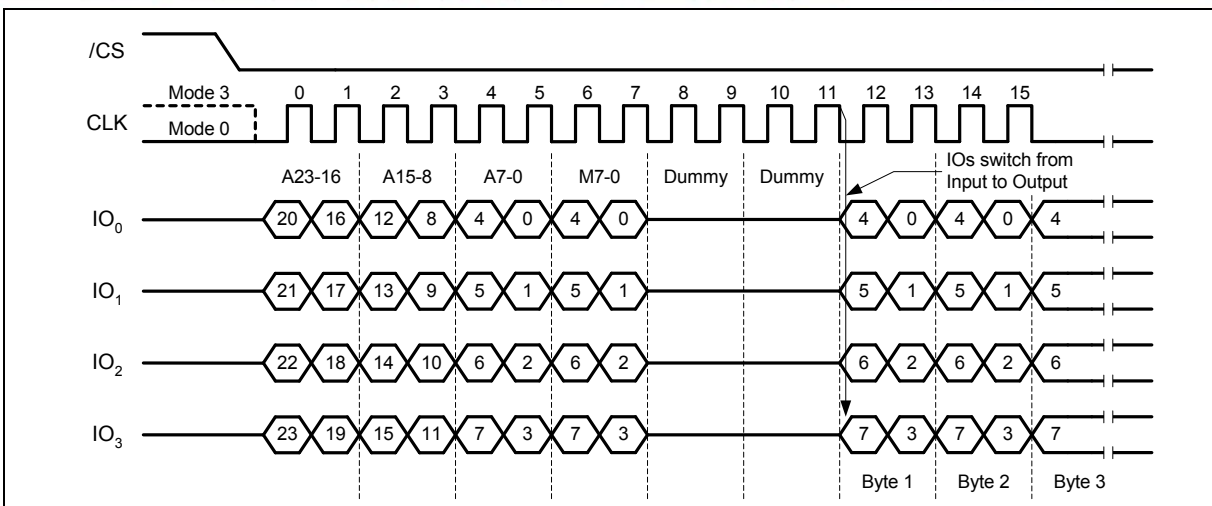 /CS
Mode 3 0 1 2 3 4 5 6 7 8 9 10 11 12 13 14 15
CLK
Mode 0
IOs switch from
Input to Output
A23-16 A15-8 A7-0 M7-0 Dummy Dummy
IO0 20 16 12 8 4 0 4 0 4 0 4 0 4
IO1 21 17 13 9 5 1 5 1 5 1 5 1 5
IO2 22 18 14 10 6 2 6 2 6 2 6 2 6
IO3 23 19 15 11 7 3 7 3 7 3 7 3 7
Byte 1 Byte 2 Byte 3